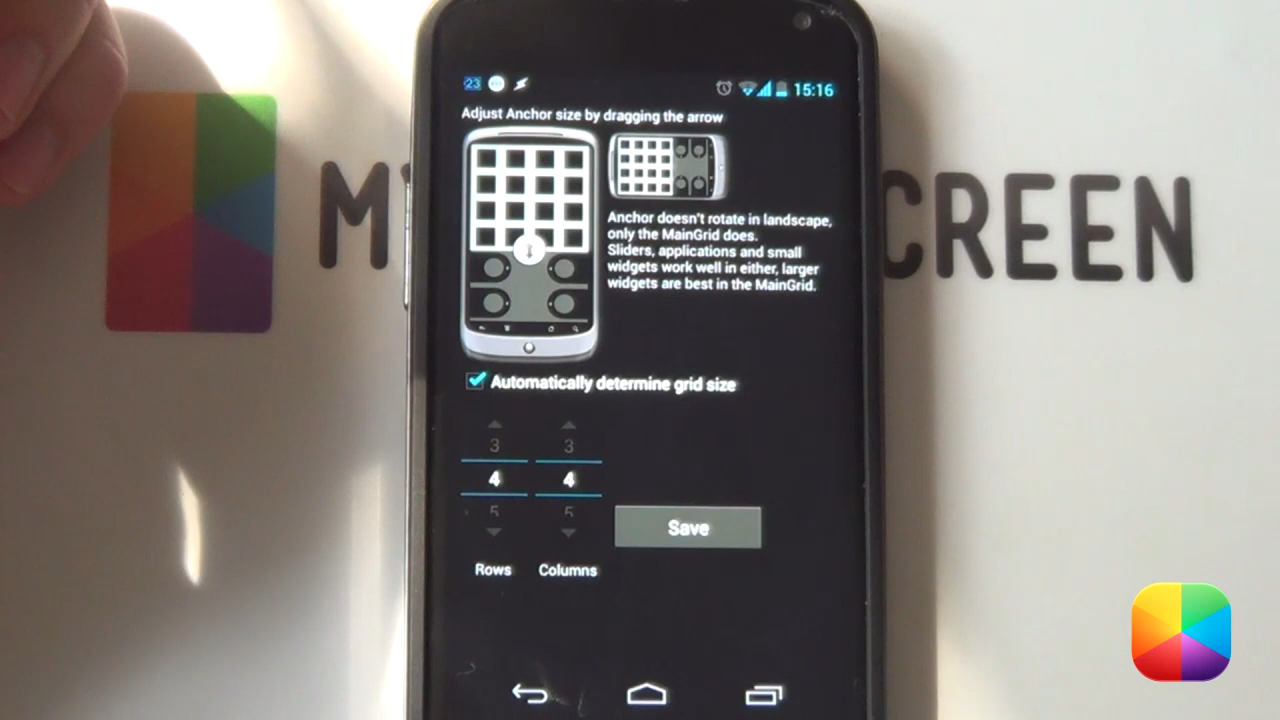 23
15:16
Adjust Anchor size by dragging the arrow
Anchor doesn't rotate in landscape,
only the MainGrid does.
Sliders, applications and small
widgets work well in either, larger
widgets are best in the MainGrid.
M
CREEN
Automatically determine grid size
3 3
4 4
5 5
Save
Rows Columns